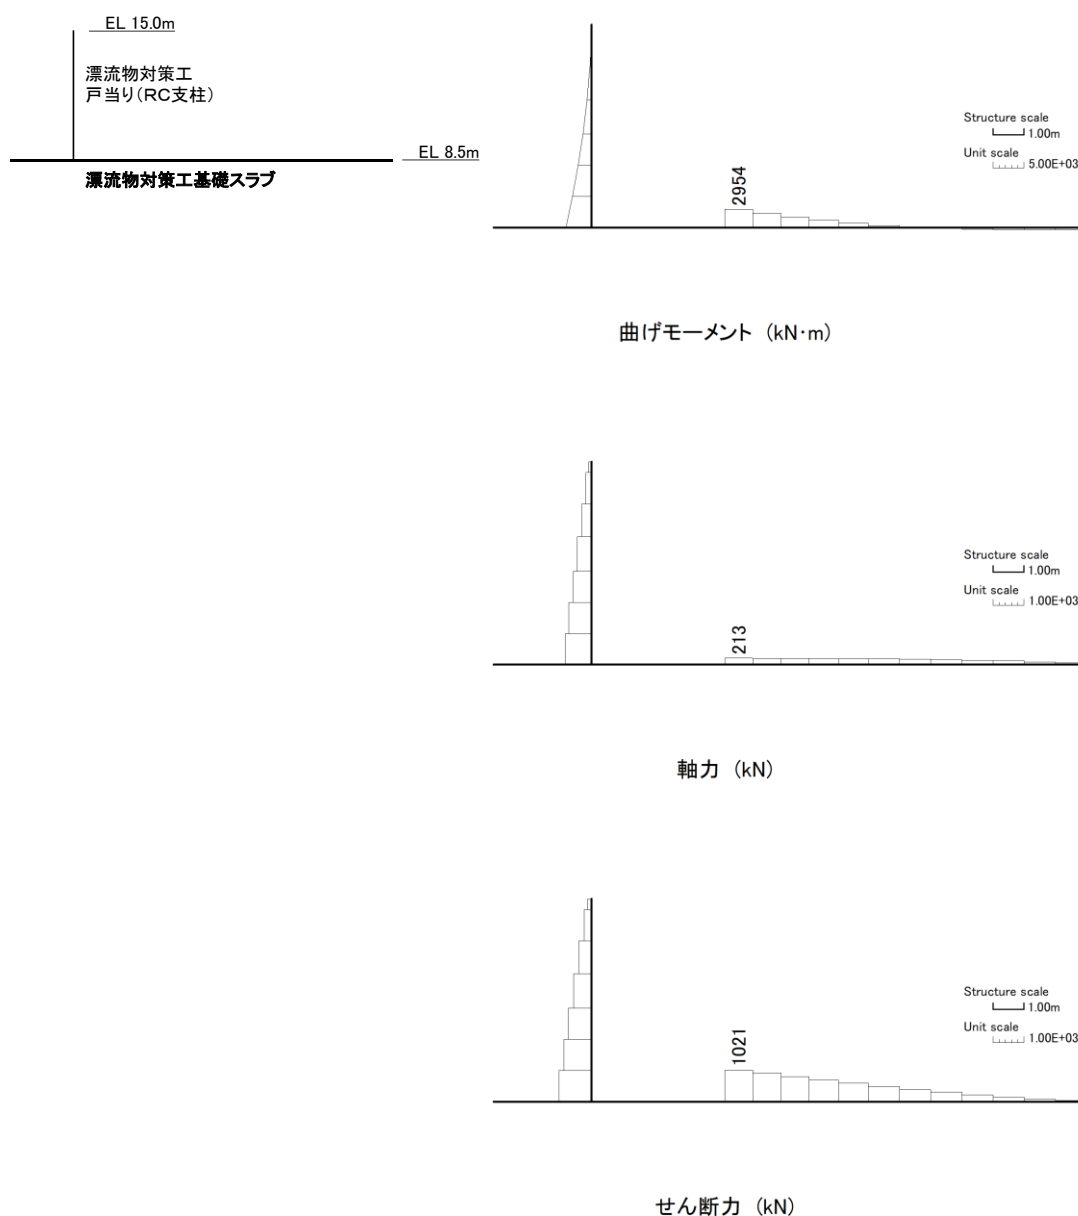 EL 15.0m
漂流物対策工
戸当り(RC支柱)
EL 8.5m
漂流物対策工基礎スラブ
Structure scale
1.00m
Unit scale
5.00E+03
2954
曲げモーメント (kN·m)
Structure scale
1.00m
Unit scale
1.00E+03
213
軸力 (kN)
Structure scale
1.00m
Unit scale
1.00E+03
1021
せん断力 (kN)